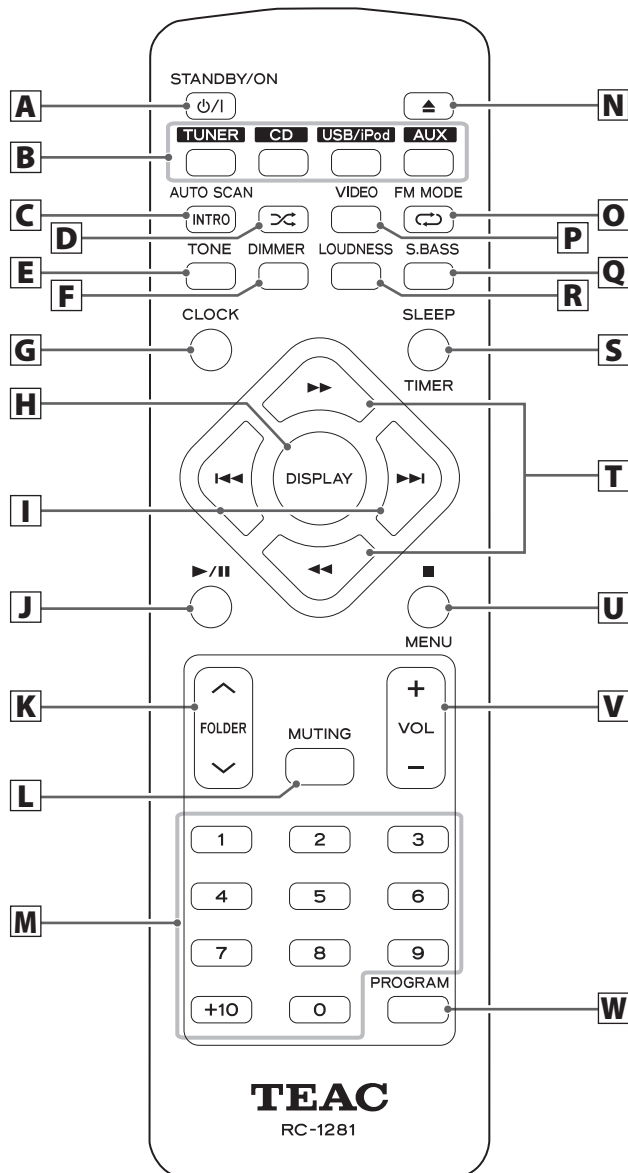 STANDBY/ON
A ⏻/I ⏏ N
TUNER CD USB/iPod AUX
B
AUTO SCAN VIDEO FM MODE
C INTRO O
D P
TONE DIMMER LOUDNESS S.BASS
E Q
F R
CLOCK SLEEP
G S
TIMER
H
DISPLAY
I T
J U
MENU
K FOLDER + VOL − V
MUTING
L
1 2 3
4 5 6
M
7 8 9
PROGRAM
+10 0 W
TEAC
RC-1281